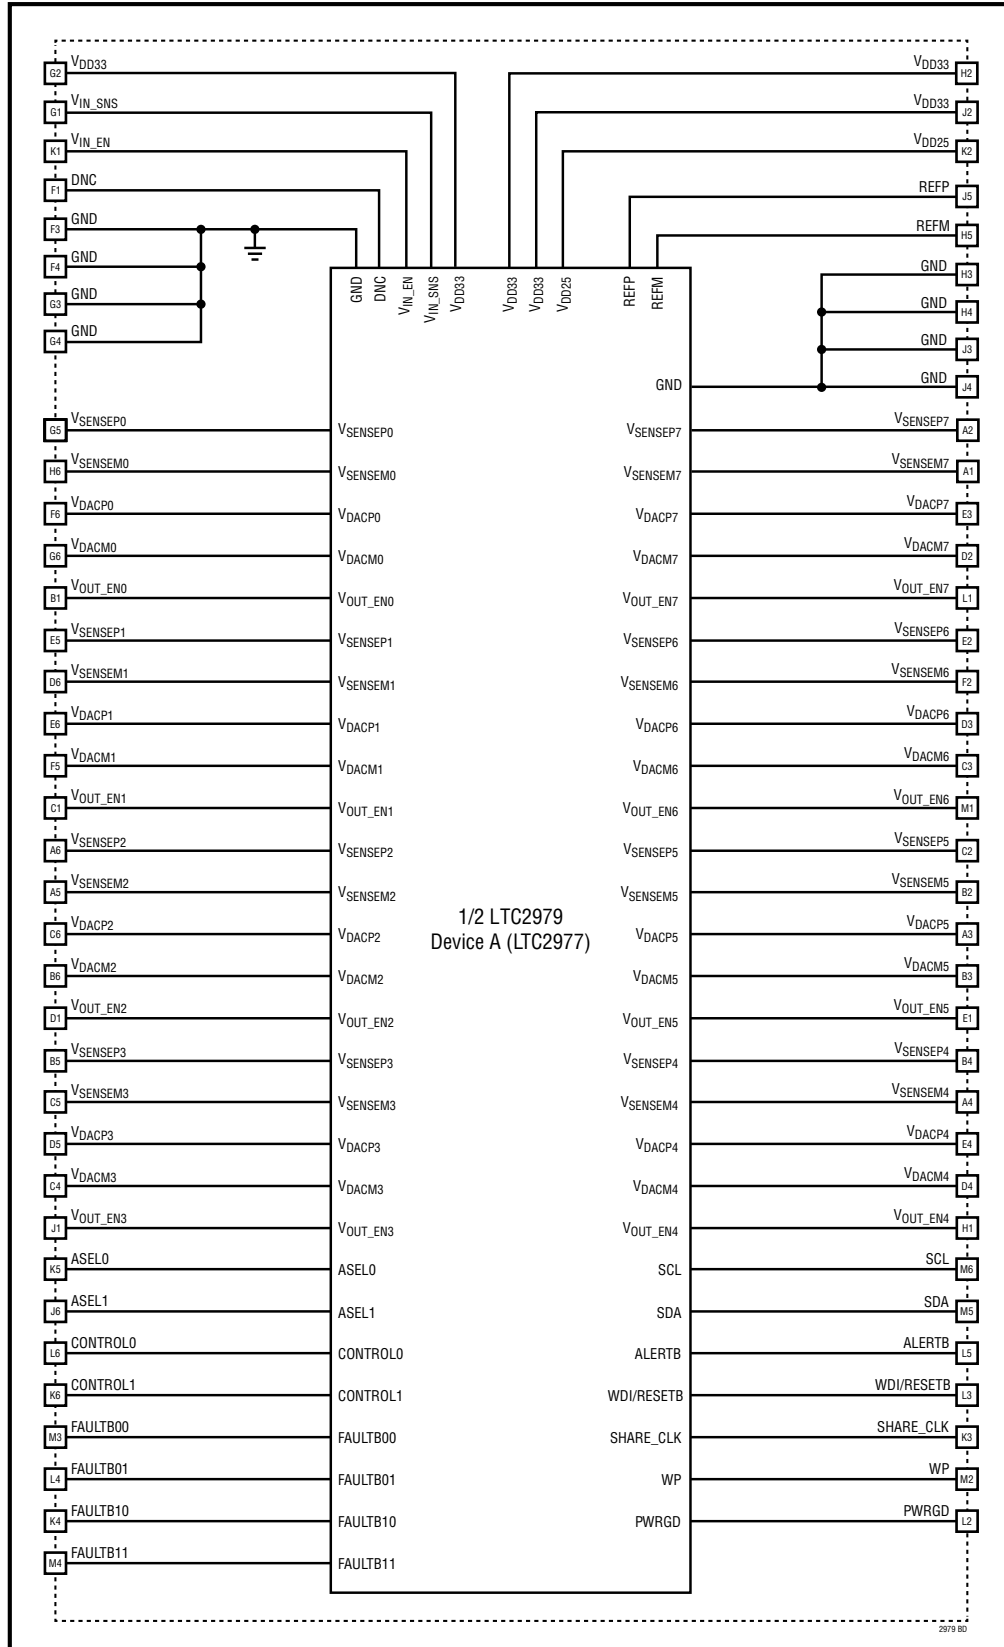 G2 VDD33
G1 VIN_SNS
K1 VIN_EN
F1 DNC
F3 GND
F4 GND
G3 GND
G4 GND
VDD33 H2
VDD33 J2
VDD25 K2
REFP J5
REFM H5
GND H3
GND H4
GND J3
GND J4
GND
DNC
VIN_EN
VIN_SNS
VDD33
VDD33
VDD33
VDD25
REFP
REFM
GND
G5 VSENSEP0 VSENSEP0 VSENSEP7 VSENSEP7 A2
H6 VSENSEM0 VSENSEM0 VSENSEM7 VSENSEM7 A1
F6 VDACP0 VDACP0 VDACP7 VDACP7 E3
G6 VDACM0 VDACM0 VDACM7 VDACM7 D2
B1 VOUT_EN0 VOUT_EN0 VOUT_EN7 VOUT_EN7 L1
E5 VSENSEP1 VSENSEP1 VSENSEP6 VSENSEP6 E2
D6 VSENSEM1 VSENSEM1 VSENSEM6 VSENSEM6 F2
E6 VDACP1 VDACP1 VDACP6 VDACP6 D3
F5 VDACM1 VDACM1 VDACM6 VDACM6 C3
C1 VOUT_EN1 VOUT_EN1 VOUT_EN6 VOUT_EN6 M1
A6 VSENSEP2 VSENSEP2 VSENSEP5 VSENSEP5 C2
A5 VSENSEM2 VSENSEM2 VSENSEM5 VSENSEM5 B2
1/2 LTC2979
Device A (LTC2977)
C6 VDACP2 VDACP2 VDACP5 VDACP5 A3
B6 VDACM2 VDACM2 VDACM5 VDACM5 B3
D1 VOUT_EN2 VOUT_EN2 VOUT_EN5 VOUT_EN5 E1
B5 VSENSEP3 VSENSEP3 VSENSEP4 VSENSEP4 B4
C5 VSENSEM3 VSENSEM3 VSENSEM4 VSENSEM4 A4
D5 VDACP3 VDACP3 VDACP4 VDACP4 E4
C4 VDACM3 VDACM3 VDACM4 VDACM4 D4
J1 VOUT_EN3 VOUT_EN3 VOUT_EN4 VOUT_EN4 H1
K5 ASEL0 ASEL0 SCL SCL M6
J6 ASEL1 ASEL1 SDA SDA M5
L6 CONTROL0 CONTROL0 ALERTB ALERTB L5
K6 CONTROL1 CONTROL1 WDI/RESETB WDI/RESETB L3
M3 FAULTB00 FAULTB00 SHARE_CLK SHARE_CLK K3
L4 FAULTB01 FAULTB01 WP WP M2
K4 FAULTB10 FAULTB10 PWRGD PWRGD L2
M4 FAULTB11 FAULTB11
2979 BD